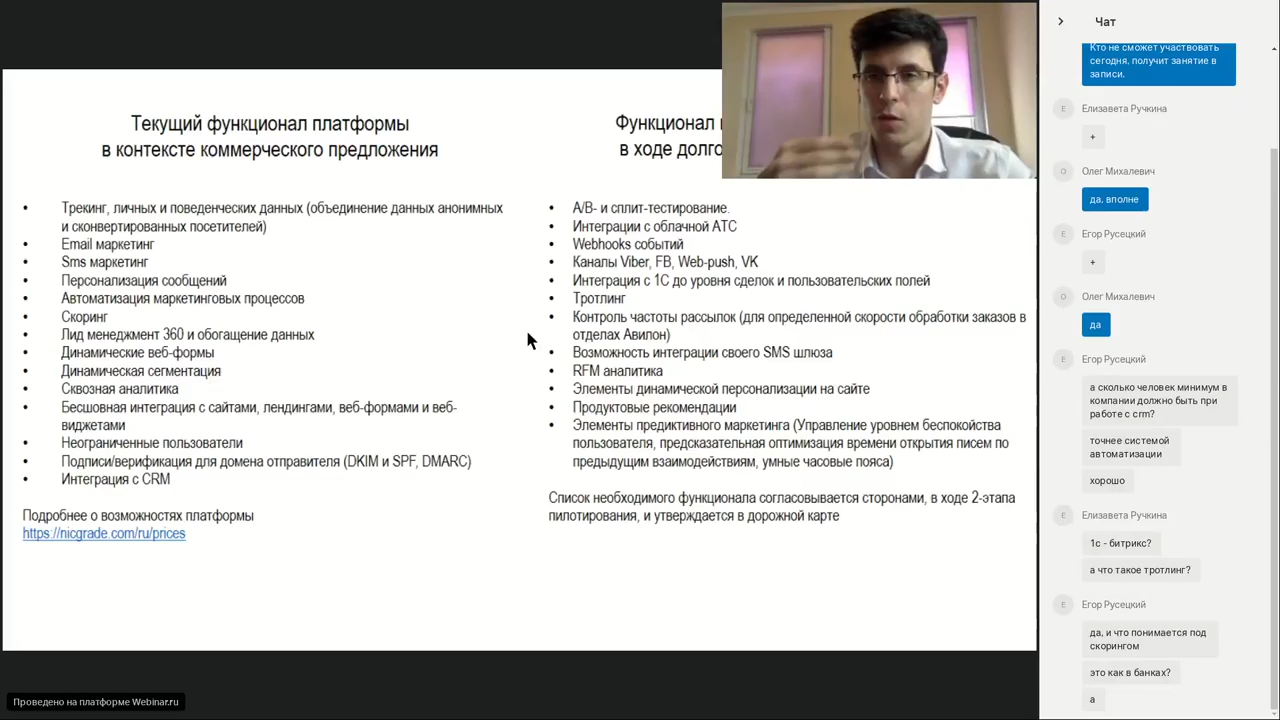 Текущий функционал платформы
в контексте коммерческого предложения
• Трекинг, личных и поведенческих данных (объединение данных анонимных
и сконвертированных посетителей)
• Email маркетинг
• Sms маркетинг
• Персонализация сообщений
• Автоматизация маркетинговых процессов
• Скоринг
• Лид менеджмент 360 и обогащение данных
• Динамические веб-формы
• Динамическая сегментация
• Сквозная аналитика
• Бесшовная интеграция с сайтами, лендингами, веб-формами и веб-
виджетами
• Неограниченные пользователи
• Подписи/верификация для домена отправителя (DKIM и SPF, DMARC)
• Интеграция с CRM
Подробнее о возможностях платформы
https://nicgrade.com/ru/prices
Функционал
в ходе
• A/B- и сплит-тестирование.
• Интеграции с облачной АТС
• Webhooks событий
• Каналы Viber, FB, Web-push, VK
• Интеграция с 1С до уровня сделок и пользовательских полей
• Тротлинг
• Контроль частоты рассылок (для определенной скорости обработки заказов в
отделах Авилон)
• Возможность интеграции своего SMS шлюза
• RFM аналитика
• Элементы динамической персонализации на сайте
• Продуктовые рекомендации
• Элементы предиктивного маркетинга (Управление уровнем беспокойства
пользователя, предсказательная оптимизация времени открытия писем по
предыдущим взаимодействиям, умные часовые пояса)
Список необходимого функционала согласовывается сторонами, в ходе 2-этапа
пилотирования, и утверждается в дорожной карте
Проведено на платформе Webinar.ru
Чат
Кто не сможет участвовать
сегодня, получит занятие в
записи.
Е
Елизавета Ручкина
+
О
Олег Михалевич
да, вполне
Е
Егор Русецкий
+
О
Олег Михалевич
да
Е
Егор Русецкий
а сколько человек минимум в
компании должно быть при
работе с crm?
точнее системой
автоматизации
хорошо
Е
Елизавета Ручкина
1с - битрикс?
а что такое тротлинг?
Е
Егор Русецкий
да, и что понимается под
скорингом
это как в банках?
а